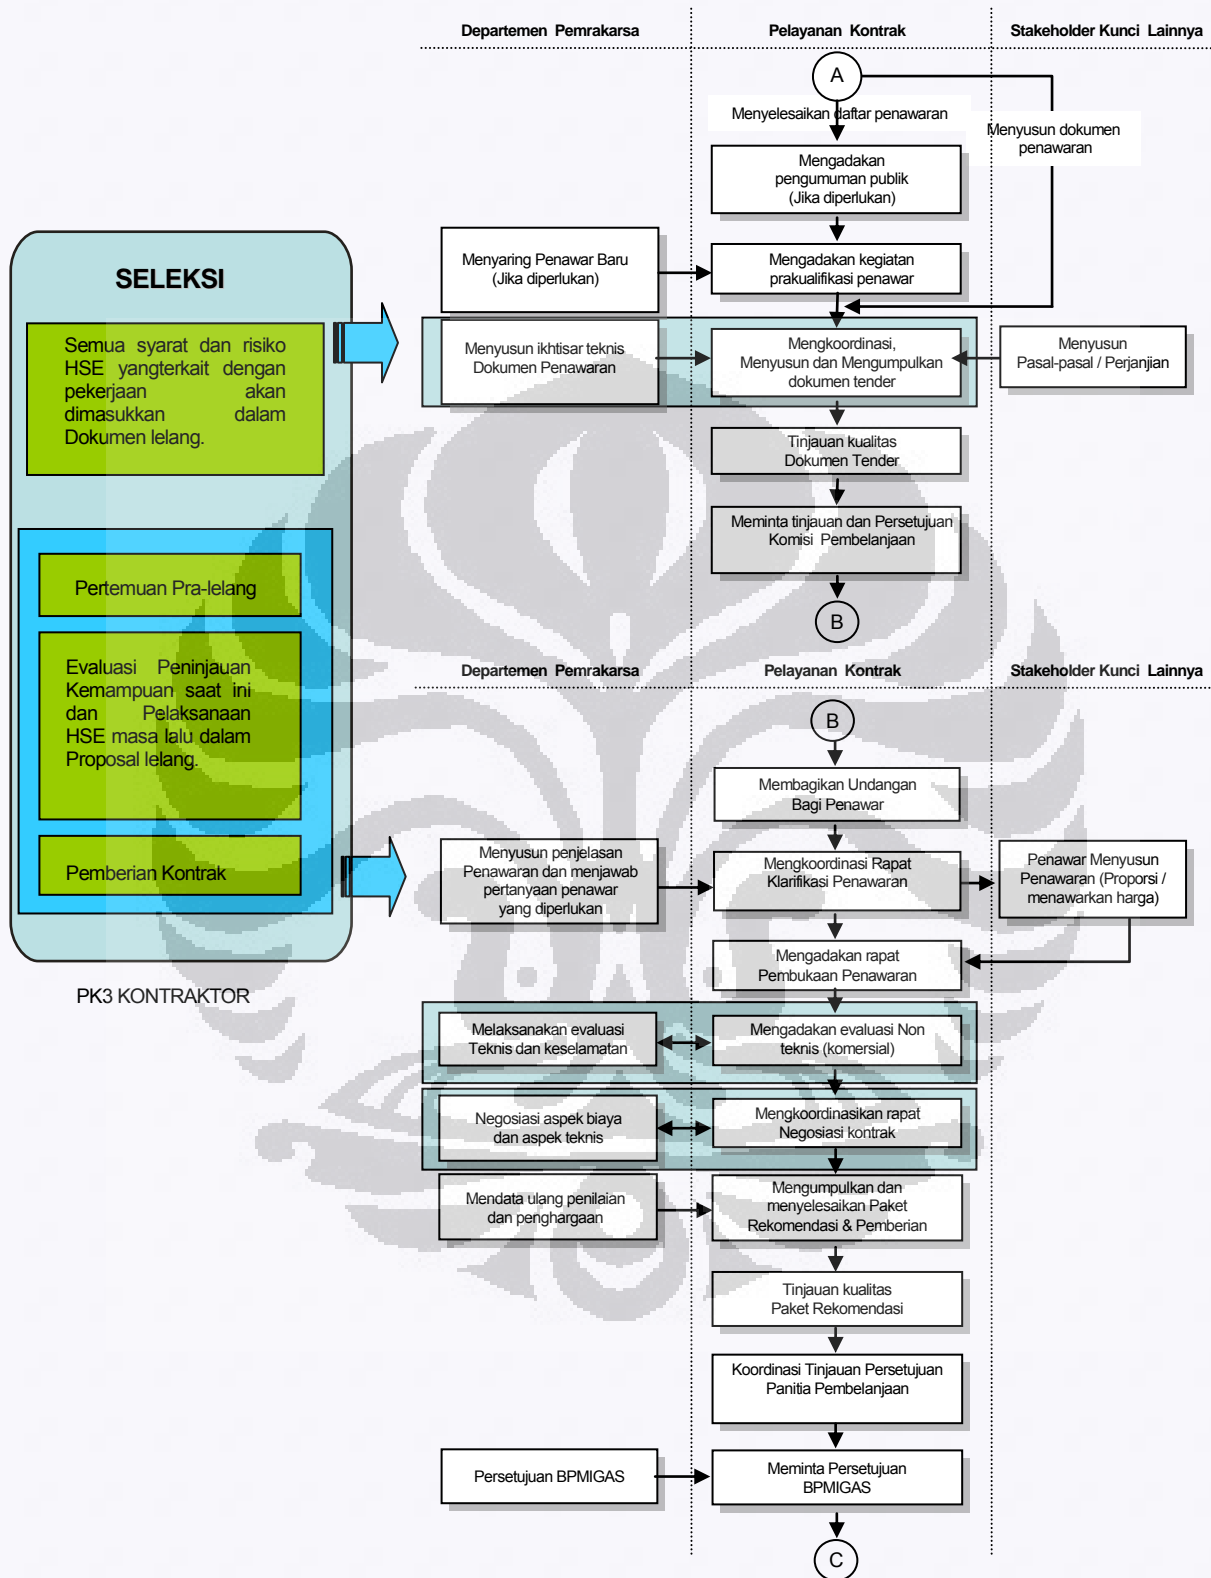 Departemen Pemrakarsa
Pelayanan Kontrak
Stakeholder Kunci Lainnya
A
Menyelesaikan daftar penawaran
Menyusun dokumen
penawaran
Mengadakan
pengumuman publik
(Jika diperlukan)
Menyaring Penawar Baru
(Jika diperlukan)
Mengadakan kegiatan
prakualifikasi penawar
Menyusun ikhtisar teknis
Dokumen Penawaran
Mengkoordinasi,
Menyusun dan Mengumpulkan
dokumen tender
Menyusun
Pasal-pasal / Perjanjian
Tinjauan kualitas
Dokumen Tender
Meminta tinjauan dan Persetujuan
Komisi Pembelanjaan
B
SELEKSI
Semua syarat dan risiko
HSE yangterkait dengan
pekerjaan akan
dimasukkan dalam
Dokumen lelang.
Pertemuan Pra-lelang
Evaluasi Peninjauan
Kemampuan saat ini
dan Pelaksanaan
HSE masa lalu dalam
Proposal lelang.
Pemberian Kontrak
PK3 KONTRAKTOR
Departemen Pemrakarsa
Pelayanan Kontrak
Stakeholder Kunci Lainnya
B
Membagikan Undangan
Bagi Penawar
Menyusun penjelasan
Penawaran dan menjawab
pertanyaan penawar
yang diperlukan
Mengkoordinasi Rapat
Klarifikasi Penawaran
Penawar Menyusun
Penawaran (Proporsi /
menawarkan harga)
Mengadakan rapat
Pembukaan Penawaran
Melaksanakan evaluasi
Teknis dan keselamatan
Mengadakan evaluasi Non
teknis (komersial)
Negosiasi aspek biaya
dan aspek teknis
Mengkoordinasikan rapat
Negosiasi kontrak
Mendata ulang penilaian
dan penghargaan
Mengumpulkan dan
menyelesaikan Paket
Rekomendasi & Pemberian
Tinjauan kualitas
Paket Rekomendasi
Koordinasi Tinjauan Persetujuan
Panitia Pembelanjaan
Persetujuan BPMIGAS
Meminta Persetujuan
BPMIGAS
C